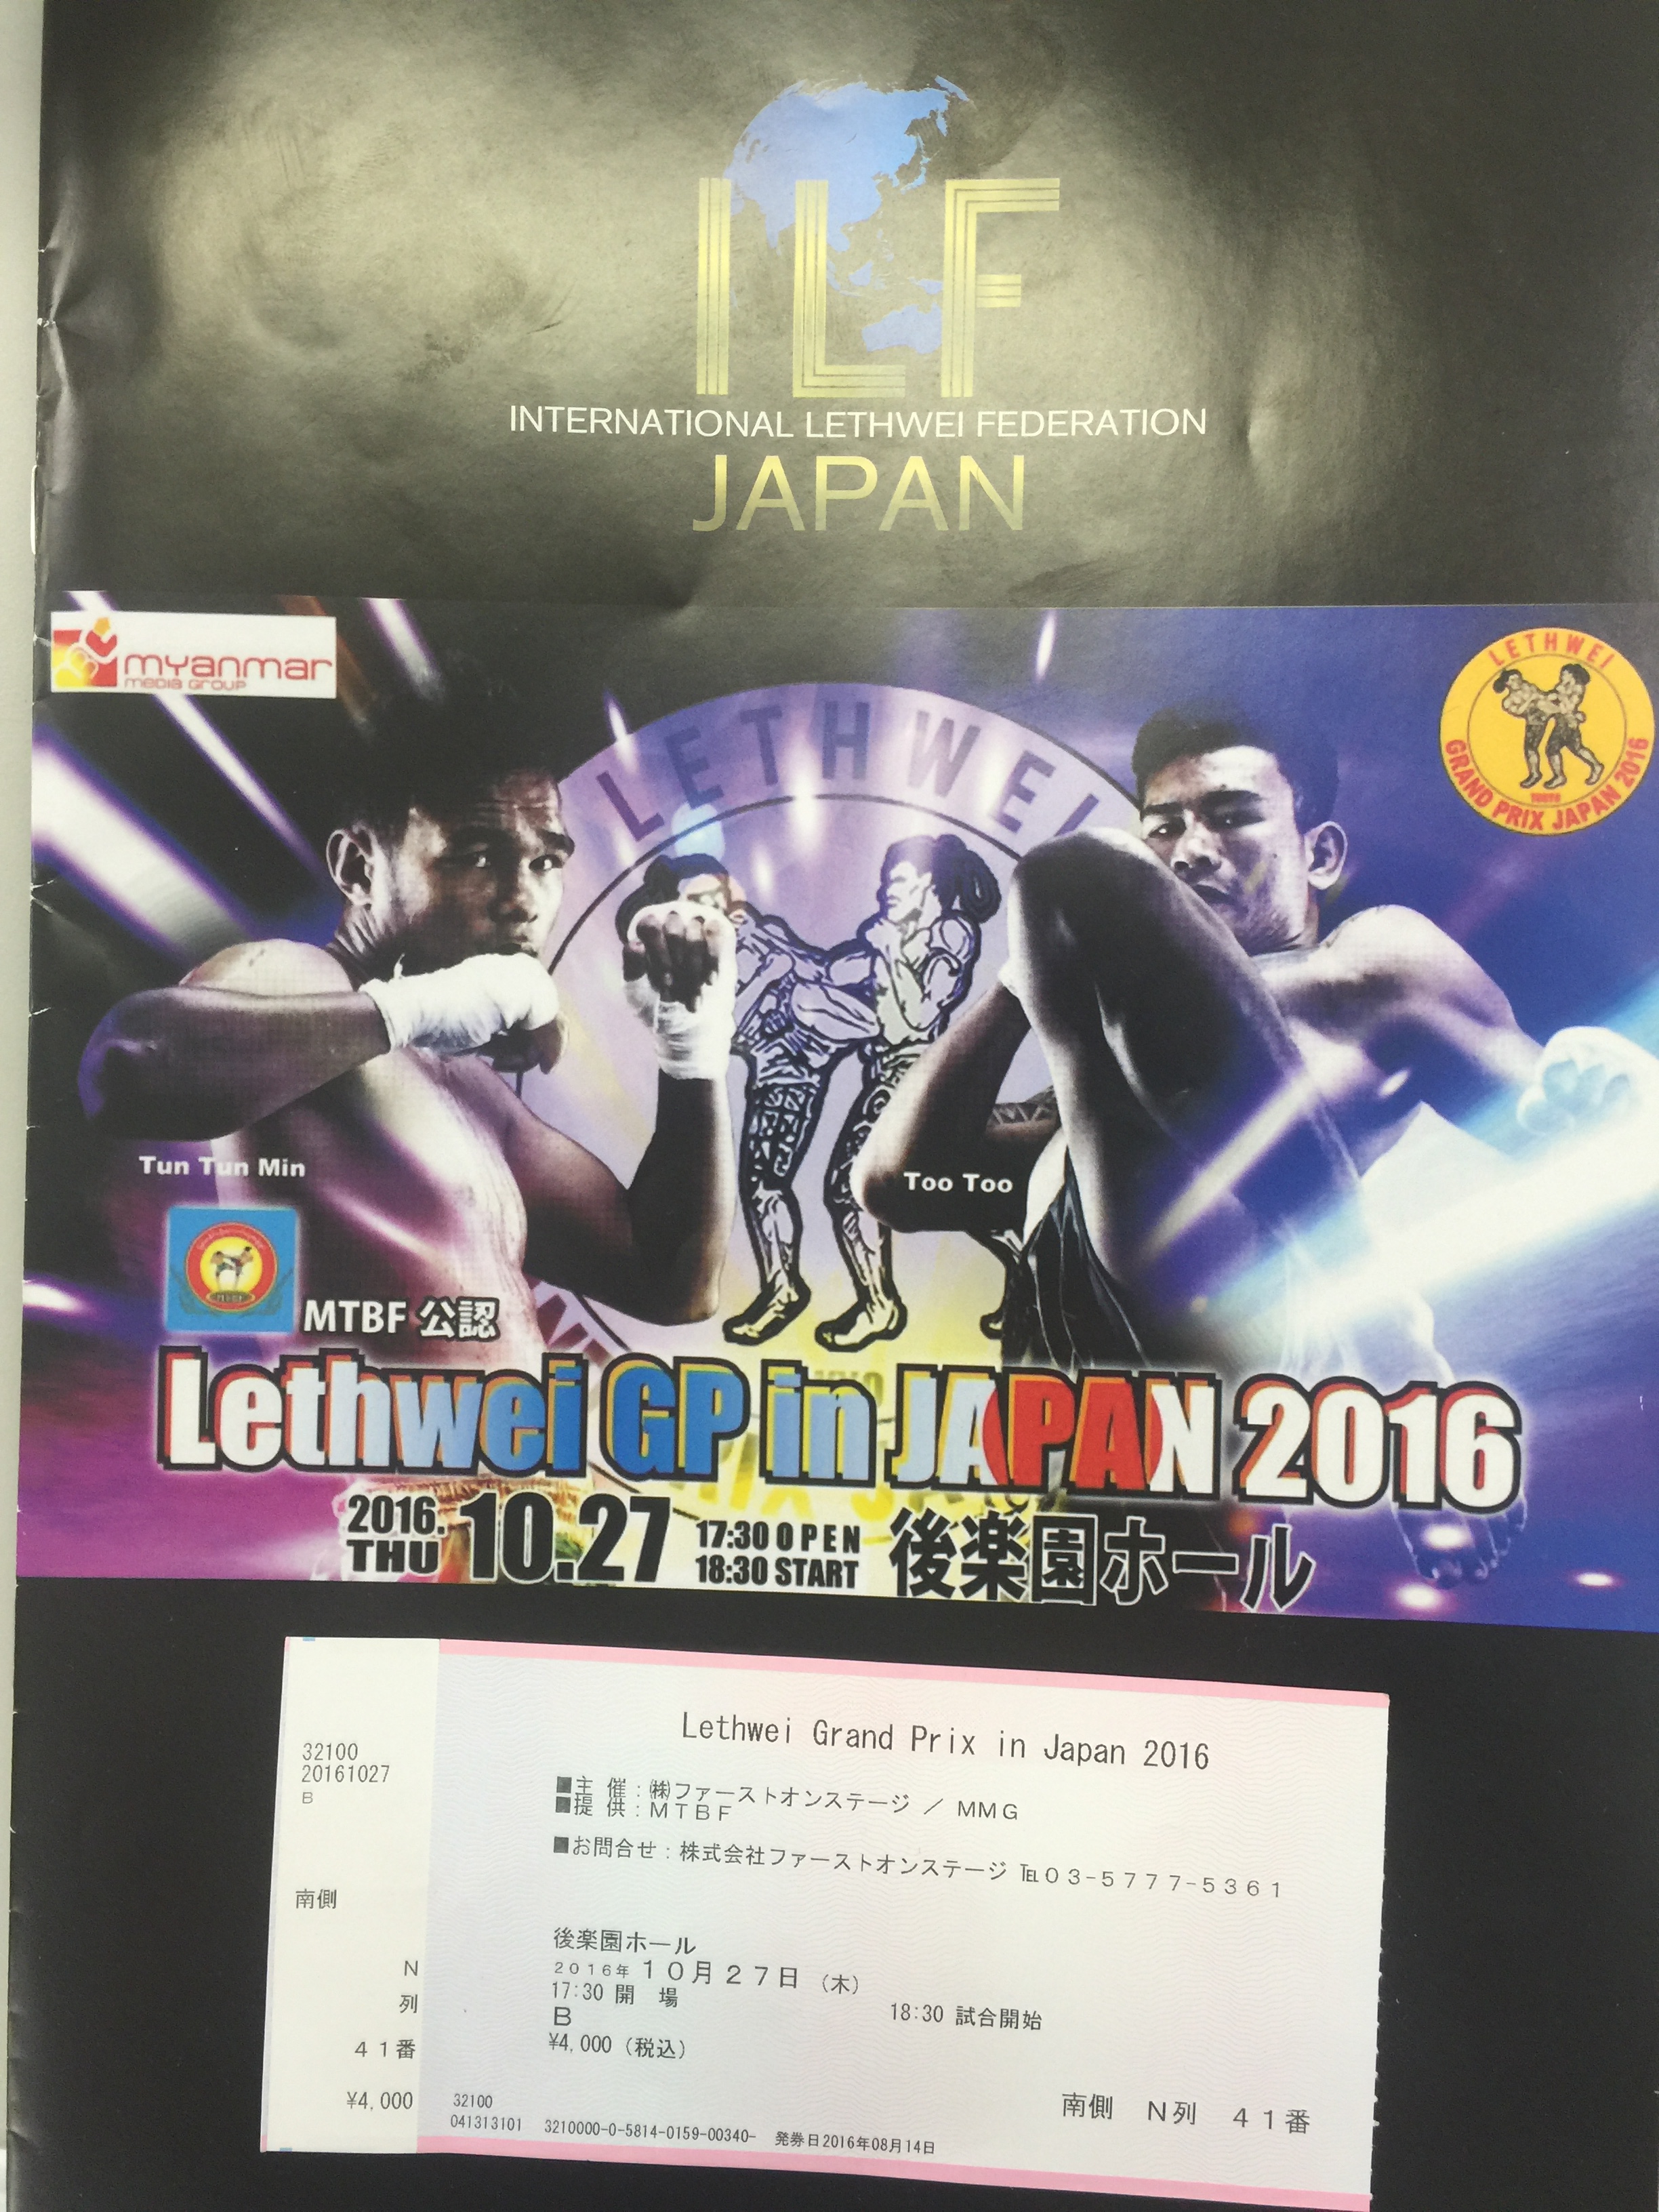 ILF
INTERNATIONAL LETHWEI FEDERATION
JAPAN
myanmar
media group
LETHWEI
GRAND PRIX JAPAN 2016
TOKYO
LETHWEI
Tun Tun Min
Too Too
MTBF 公認
Lethwei GP in JAPAN 2016
2016.
THU
10.27
17:30 OPEN
18:30 START
後楽園ホール
32100
20161027
B
南側
N
列
41番
¥4,000
Lethwei Grand Prix in Japan 2016
■主 催:㈱ファーストオンステージ / MMG
■提 供:MTBF
■お問合せ:株式会社ファーストオンステージ ℡03-5777-5361
後楽園ホール
2016年 10月27日 (木)
17:30 開 場
18:30 試合開始
B
¥4,000 (税込)
南側 N列 41番
32100
041313101 3210000-0-5814-0159-00340- 発券日2016年08月14日